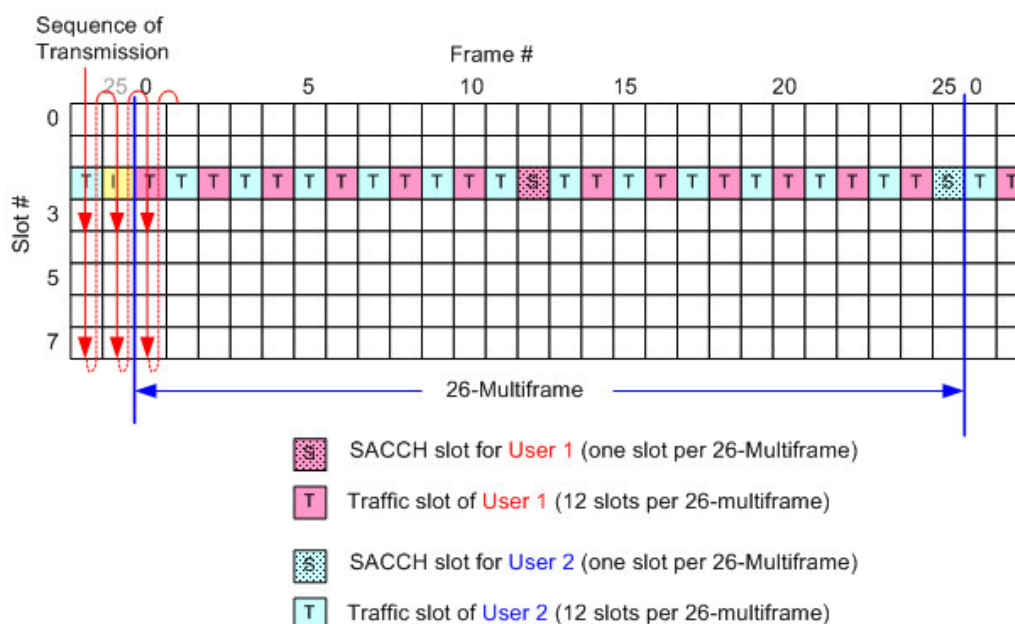 Sequence of
Transmission
Frame #
25 0 5 10 15 20 25 0
0
T I T T T T T T T T T T T T S T T T T T T T T T T T T S T T
3
Slot #
5
7
26-Multiframe
S SACCH slot for User 1 (one slot per 26-Multiframe)
T Traffic slot of User 1 (12 slots per 26-multiframe)
S SACCH slot for User 2 (one slot per 26-Multiframe)
T Traffic slot of User 2 (12 slots per 26-multiframe)